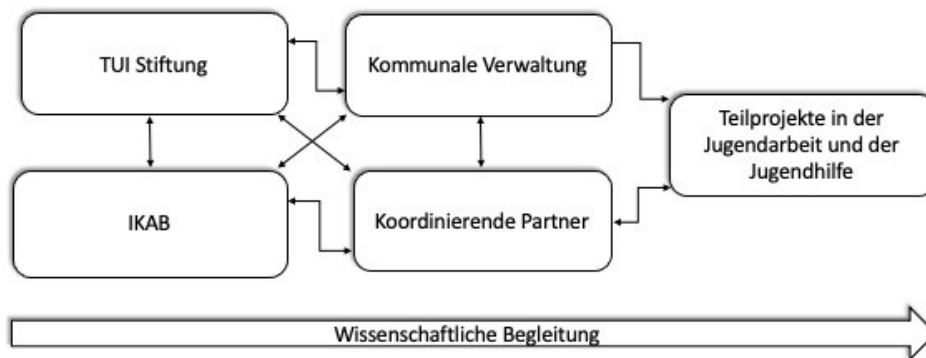 TUI Stiftung
Kommunale Verwaltung
Teilprojekte in der
Jugendarbeit und der
Jugendhilfe
IKAB
Koordinierende Partner
Wissenschaftliche Begleitung